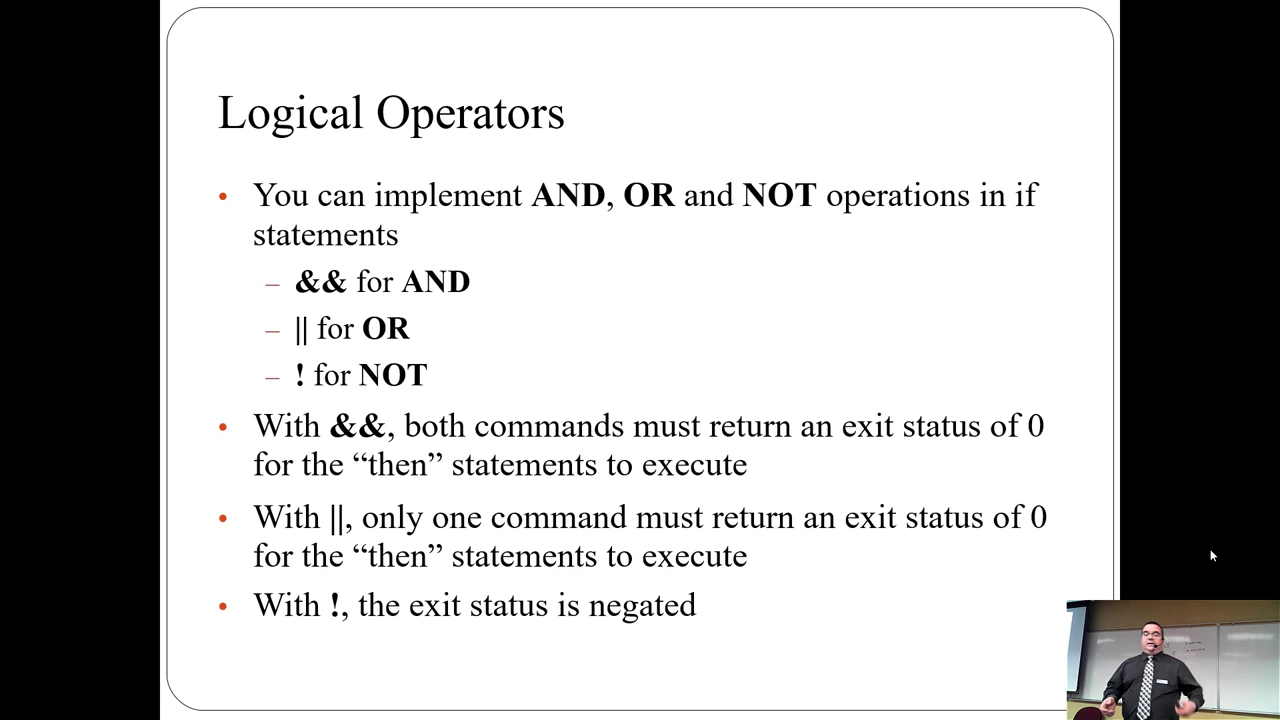 Logical Operators
• You can implement AND, OR and NOT operations in if
statements
– && for AND
– || for OR
– ! for NOT
• With &&, both commands must return an exit status of 0
for the “then” statements to execute
• With ||, only one command must return an exit status of 0
for the “then” statements to execute
• With !, the exit status is negated